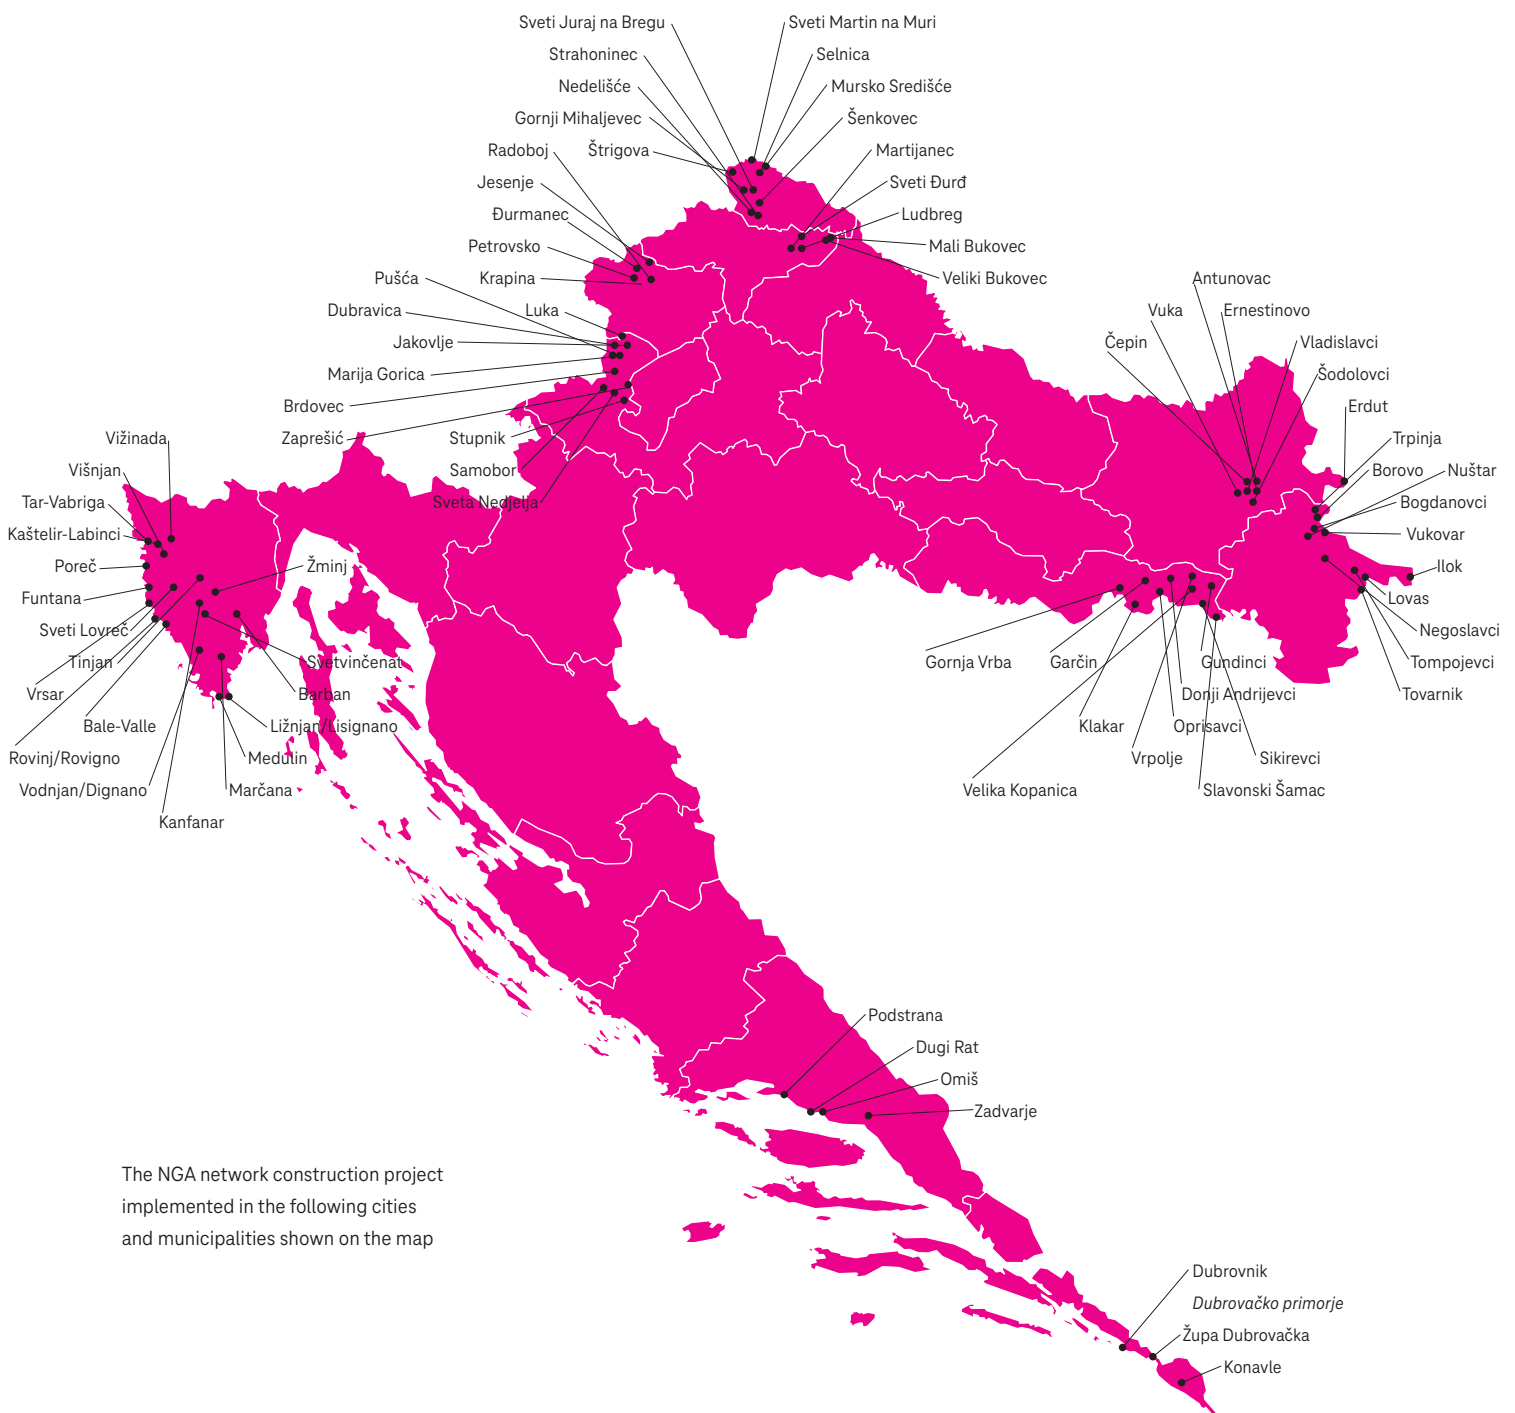 Sveti Juraj na Bregu
Sveti Martin na Muri
Strahoninec
Selnica
Nedelišće
Mursko Središće
Gornji Mihaljevec
Šenkovec
Radoboj
Štrigova
Martijanec
Jesenje
Sveti Đurđ
Đurmanec
Ludbreg
Petrovsko
Mali Bukovec
Pušća
Krapina
Veliki Bukovec
Antunovac
Dubravica
Luka
Vuka
Ernestinovo
Jakovlje
Čepin
Vladislavci
Marija Gorica
Šodolovci
Brdovec
Erdut
Vižinada
Zaprešić
Stupnik
Trpinja
Višnjan
Samobor
Borovo
Nuštar
Tar-Vabriga
Sveta Nedjelja
Bogdanovci
Kaštelir-Labinci
Vukovar
Poreč
Žminj
Ilok
Funtana
Lovas
Sveti Lovreč
Negoslavci
Tinjan
Svetvinčenat
Gornja Vrba
Garčin
Gundinci
Tompojevci
Vrsar
Barban
Donji Andrijevci
Tovarnik
Bale-Valle
Ližnjan/Lisignano
Klakar
Oprisavci
Rovinj/Rovigno
Medulin
Vrpolje
Sikirevci
Vodnjan/Dignano
Marčana
Velika Kopanica
Slavonski Šamac
Kanfanar
Podstrana
Dugi Rat
Omiš
Zadvarje
The NGA network construction project
implemented in the following cities
and municipalities shown on the map
Dubrovnik
Dubrovačko primorje
Župa Dubrovačka
Konavle